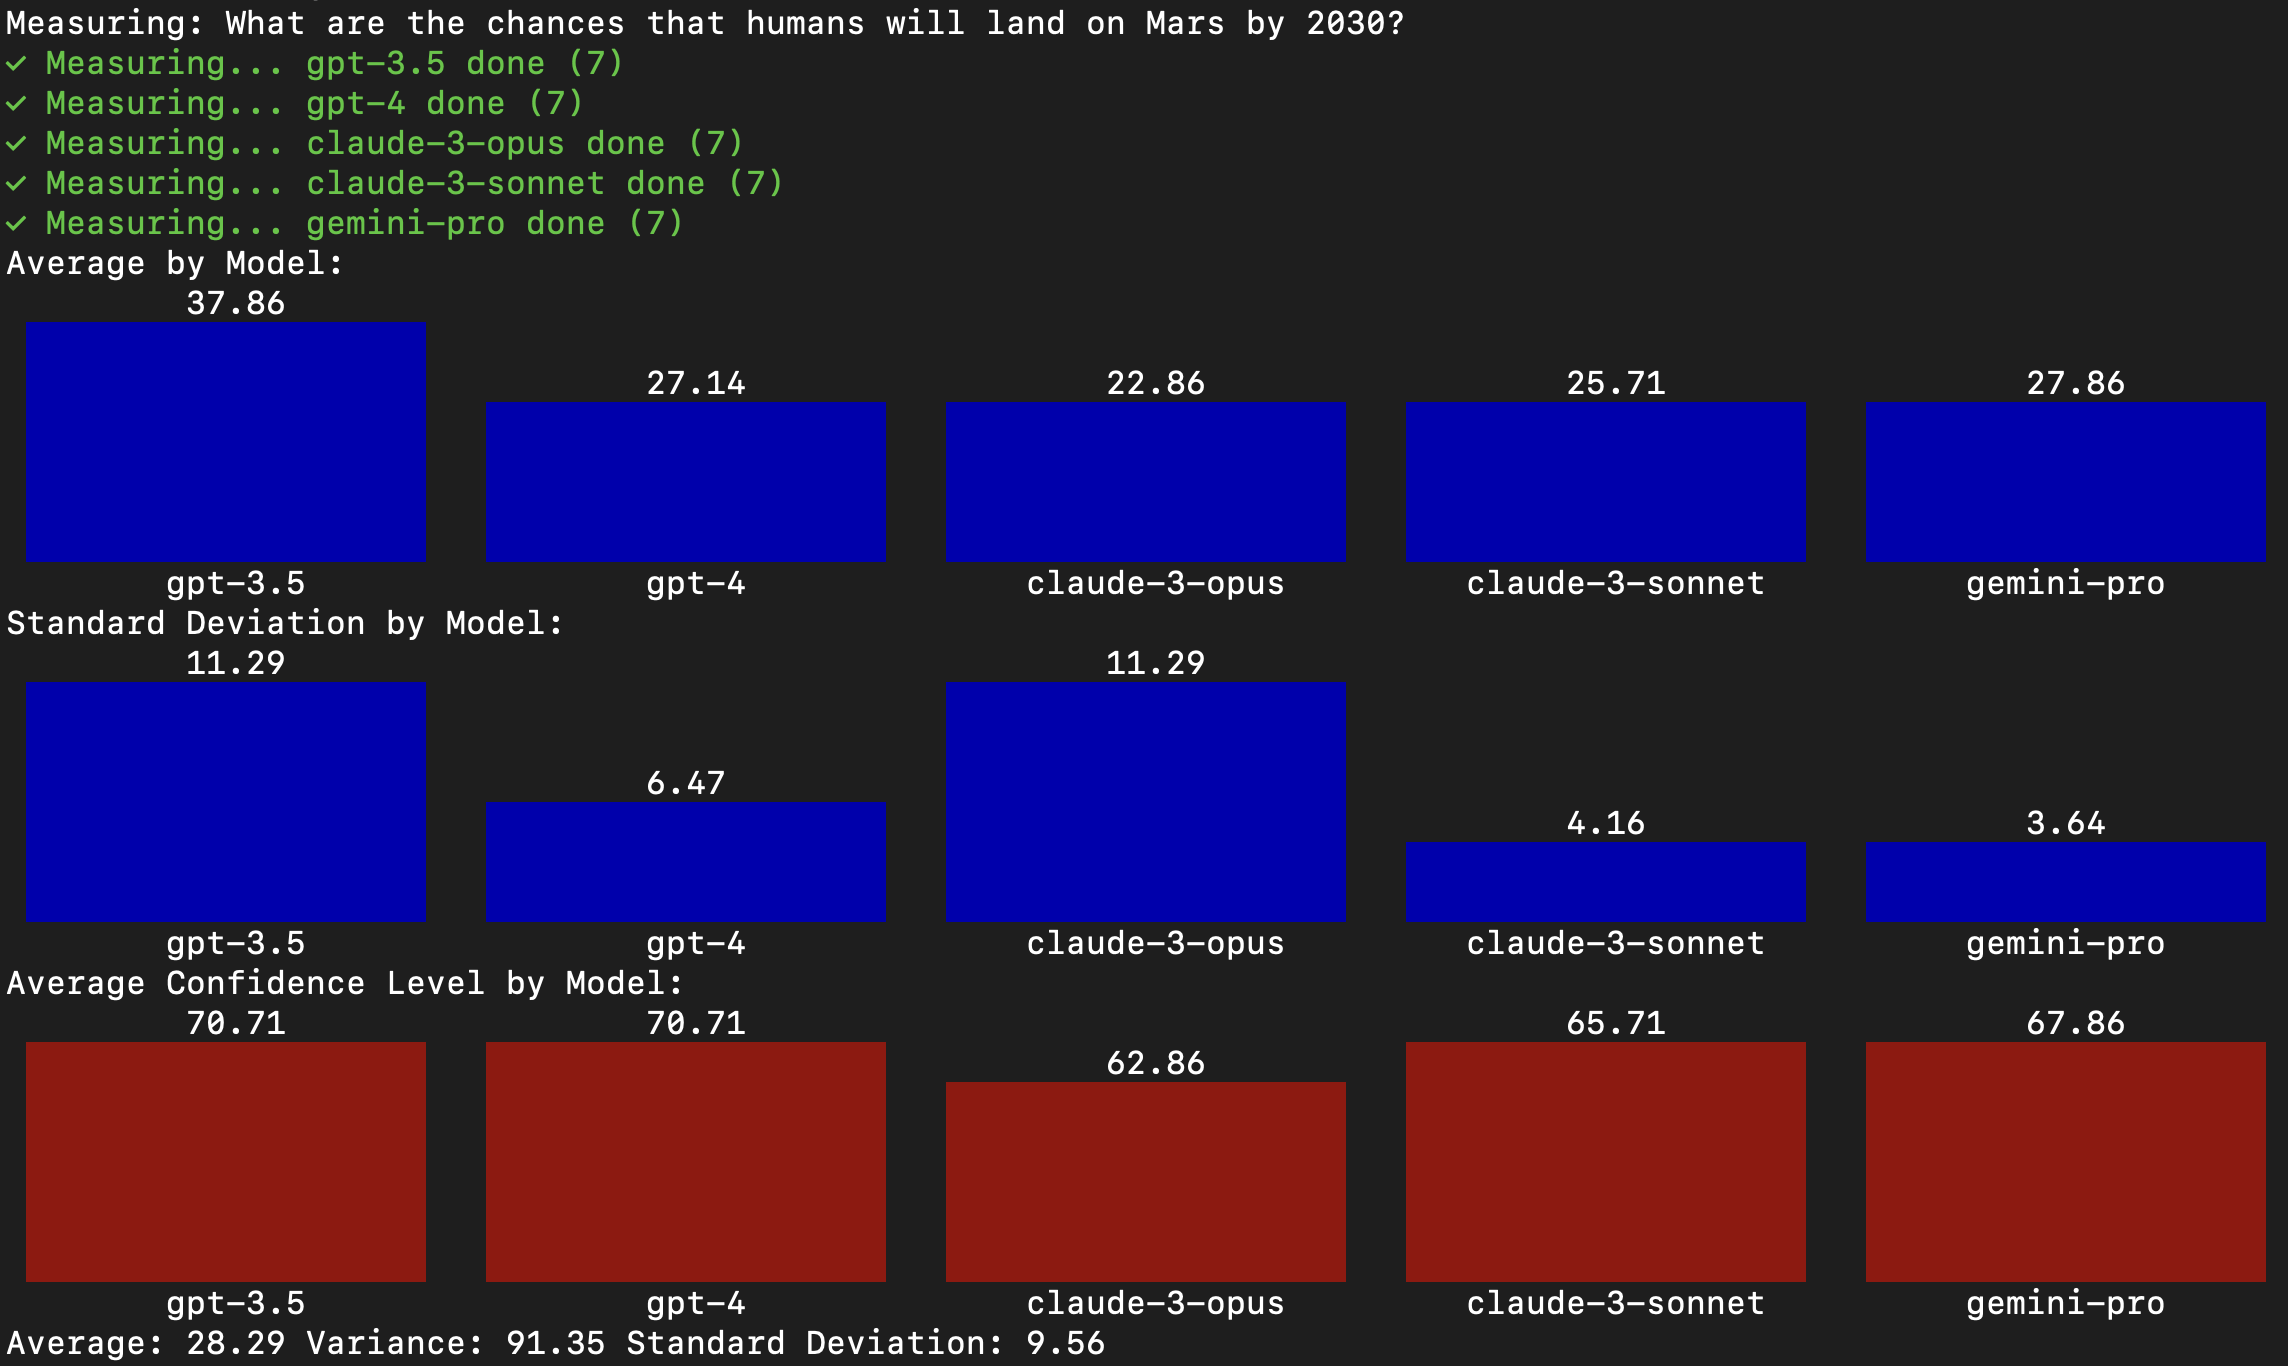 Measuring: What are the chances that humans will land on Mars by 2030?
✓ Measuring... gpt-3.5 done (7)
✓ Measuring... gpt-4 done (7)
✓ Measuring... claude-3-opus done (7)
✓ Measuring... claude-3-sonnet done (7)
✓ Measuring... gemini-pro done (7)
Average by Model:
37.86
27.14 22.86 25.71 27.86
gpt-3.5 gpt-4 claude-3-opus claude-3-sonnet gemini-pro
Standard Deviation by Model:
11.29 11.29
6.47
4.16 3.64
gpt-3.5 gpt-4 claude-3-opus claude-3-sonnet gemini-pro
Average Confidence Level by Model:
70.71 70.71 65.71 67.86
62.86
gpt-3.5 gpt-4 claude-3-opus claude-3-sonnet gemini-pro
Average: 28.29 Variance: 91.35 Standard Deviation: 9.56